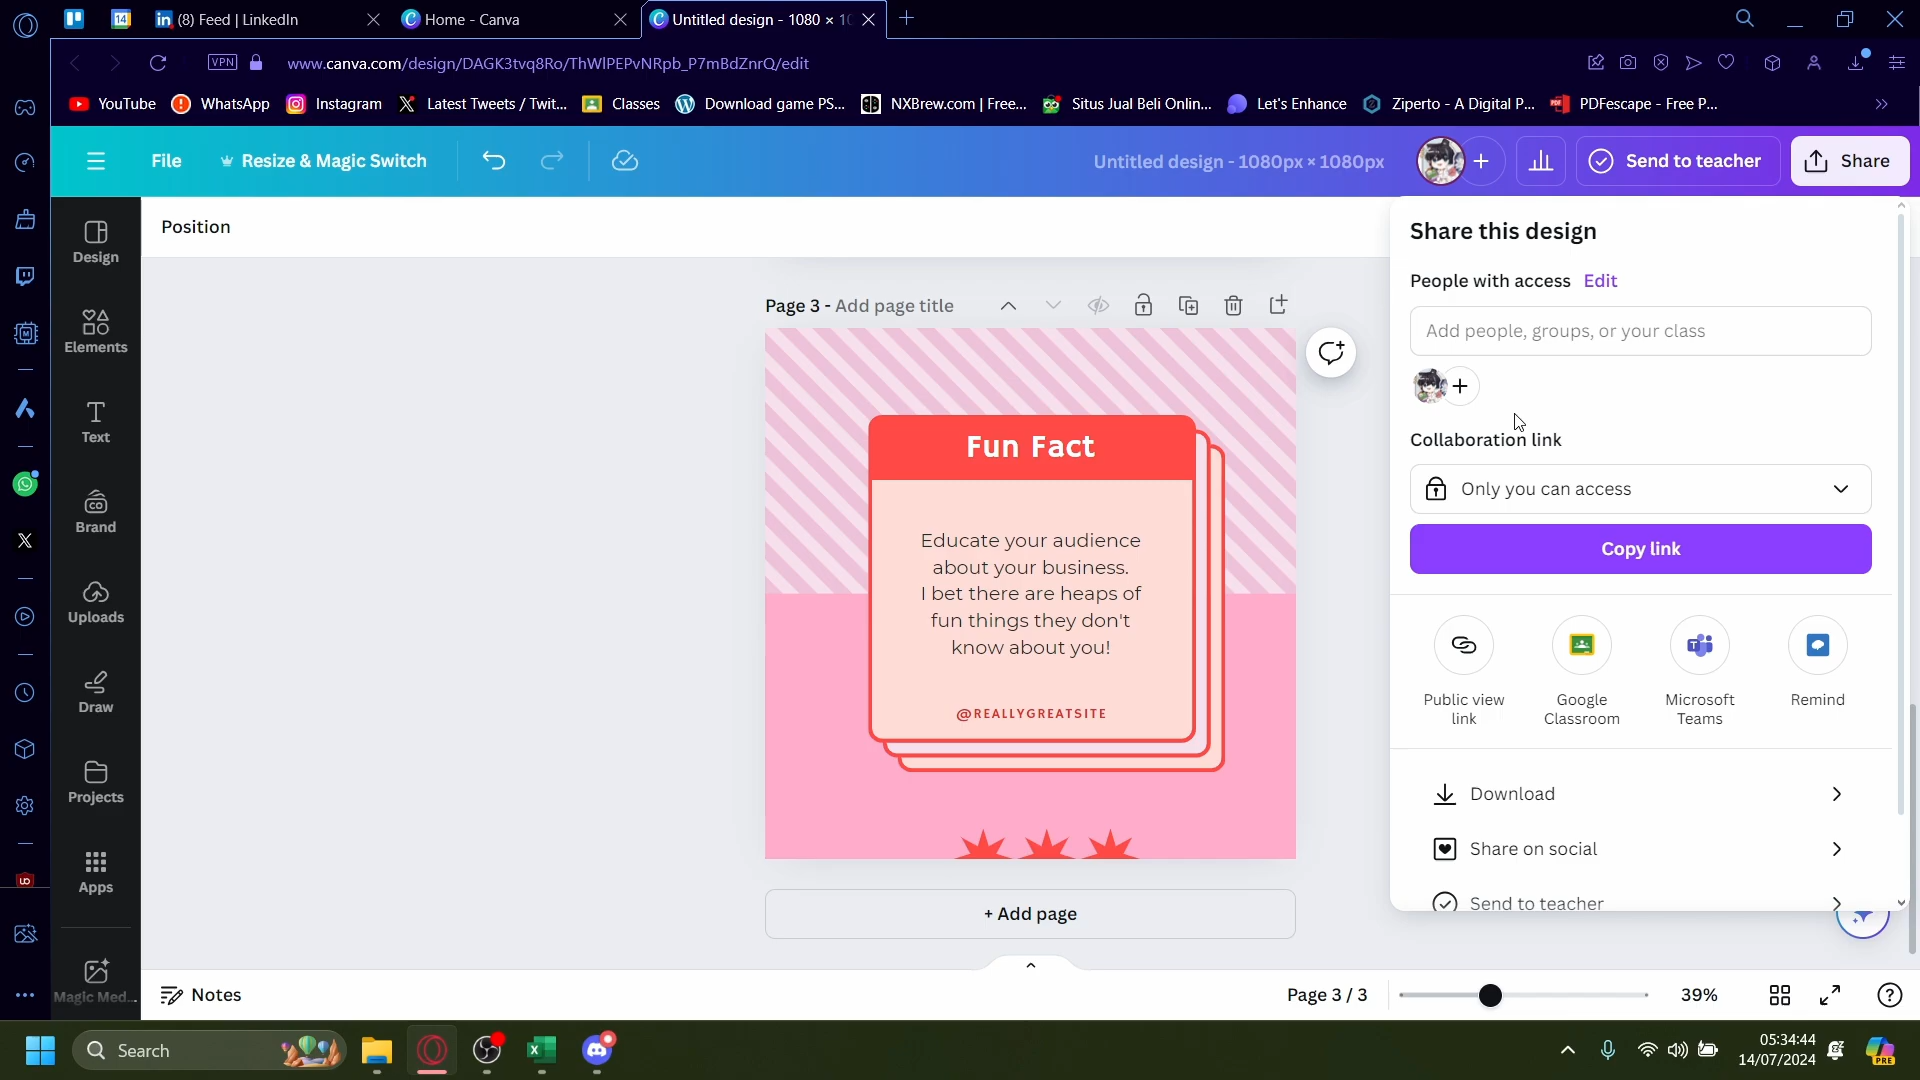 (8) Feed | LinkedIn
Home - Canva
Untitled design - 1080 × 10
VPN
www.canva.com/design/DAGK3tvq8Ro/ThWlPEPvNRpb_P7mBdZnrQ/edit
YouTube
WhatsApp
Instagram
Latest Tweets / Twit...
Classes
Download game PS...
NXBrew.com | Free...
Situs Jual Beli Onlin...
Let's Enhance
Ziperto - A Digital P...
PDFescape - Free P...
File
Resize & Magic Switch
Untitled design - 1080px × 1080px
Send to teacher
Share
Position
Design
Elements
Text
Brand
Uploads
Draw
Projects
Apps
Magic Med...
Page 3 - Add page title
Fun Fact
Educate your audience
about your business.
I bet there are heaps of
fun things they don't
know about you!
@REALLYGREATSITE
+ Add page
Share this design
People with access Edit
Add people, groups, or your class
Collaboration link
Only you can access
Copy link
Public view
link
Google
Classroom
Microsoft
Teams
Remind
Download
Share on social
Send to teacher
Notes
Page 3 / 3
39%
Search
05:34:44
14/07/2024